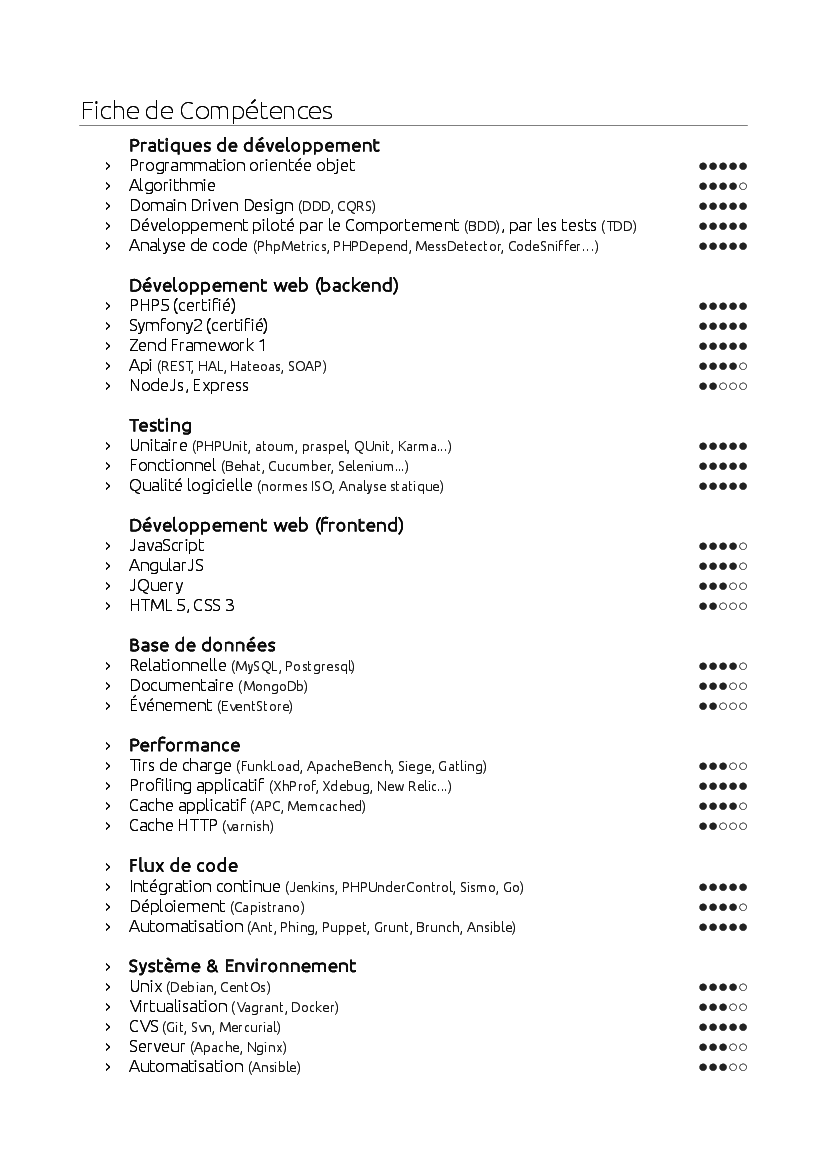 Fiche de Compétences
Pratiques de développement
› Programmation orientée objet ●●●●●
› Algorithmie ●●●●○
› Domain Driven Design (DDD, CQRS) ●●●●●
› Développement piloté par le Comportement (BDD), par les tests (TDD) ●●●●●
› Analyse de code (PhpMetrics, PHPDepend, MessDetector, CodeSniffer…) ●●●●●
Développement web (backend)
› PHP5 (certifié) ●●●●●
› Symfony2 (certifié) ●●●●●
› Zend Framework 1 ●●●●●
› Api (REST, HAL, Hateoas, SOAP) ●●●●○
› NodeJs, Express ●●○○○
Testing
› Unitaire (PHPUnit, atoum, praspel, QUnit, Karma...) ●●●●●
› Fonctionnel (Behat, Cucumber, Selenium...) ●●●●●
› Qualité logicielle (normes ISO, Analyse statique) ●●●●●
Développement web (frontend)
› JavaScript ●●●●○
› AngularJS ●●●●○
› JQuery ●●●○○
› HTML 5, CSS 3 ●●○○○
Base de données
› Relationnelle (MySQL, Postgresql) ●●●●○
› Documentaire (MongoDb) ●●●○○
› Événement (EventStore) ●●○○○
› Performance
› Tirs de charge (FunkLoad, ApacheBench, Siege, Gatling) ●●●○○
› Profiling applicatif (XhProf, Xdebug, New Relic...) ●●●●●
› Cache applicatif (APC, Memcached) ●●●●○
› Cache HTTP (varnish) ●●○○○
› Flux de code
› Intégration continue (Jenkins, PHPUnderControl, Sismo, Go) ●●●●●
› Déploiement (Capistrano) ●●●●○
› Automatisation (Ant, Phing, Puppet, Grunt, Brunch, Ansible) ●●●●●
› Système & Environnement
› Unix (Debian, CentOs) ●●●●○
› Virtualisation (Vagrant, Docker) ●●●○○
› CVS (Git, Svn, Mercurial) ●●●●●
› Serveur (Apache, Nginx) ●●●○○
› Automatisation (Ansible) ●●●○○